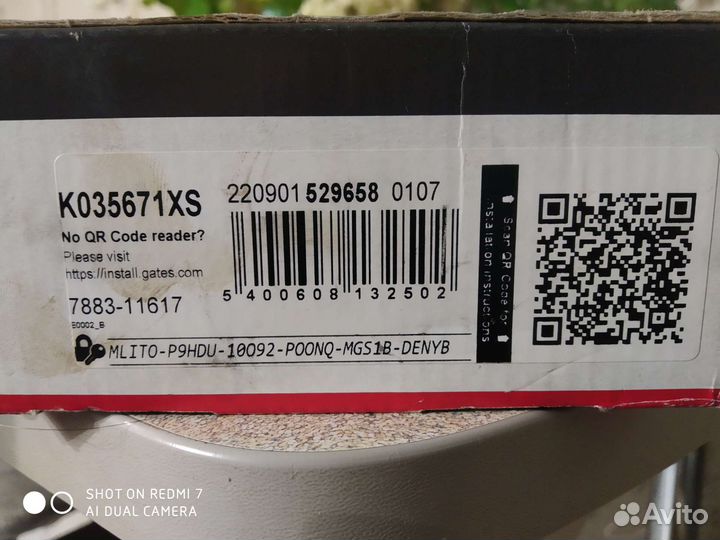 K035671XS
220901 529658 0107
No QR Code reader?
Please visit
https://install.gates.com
5 400608 132502
7883-11617
E0002_B
MLITO-P9HDU-10O92-POONQ-MGS1B-DENYB
Scan QR Code for
installation instructions
SHOT ON REDMI 7
AI DUAL CAMERA
Avito